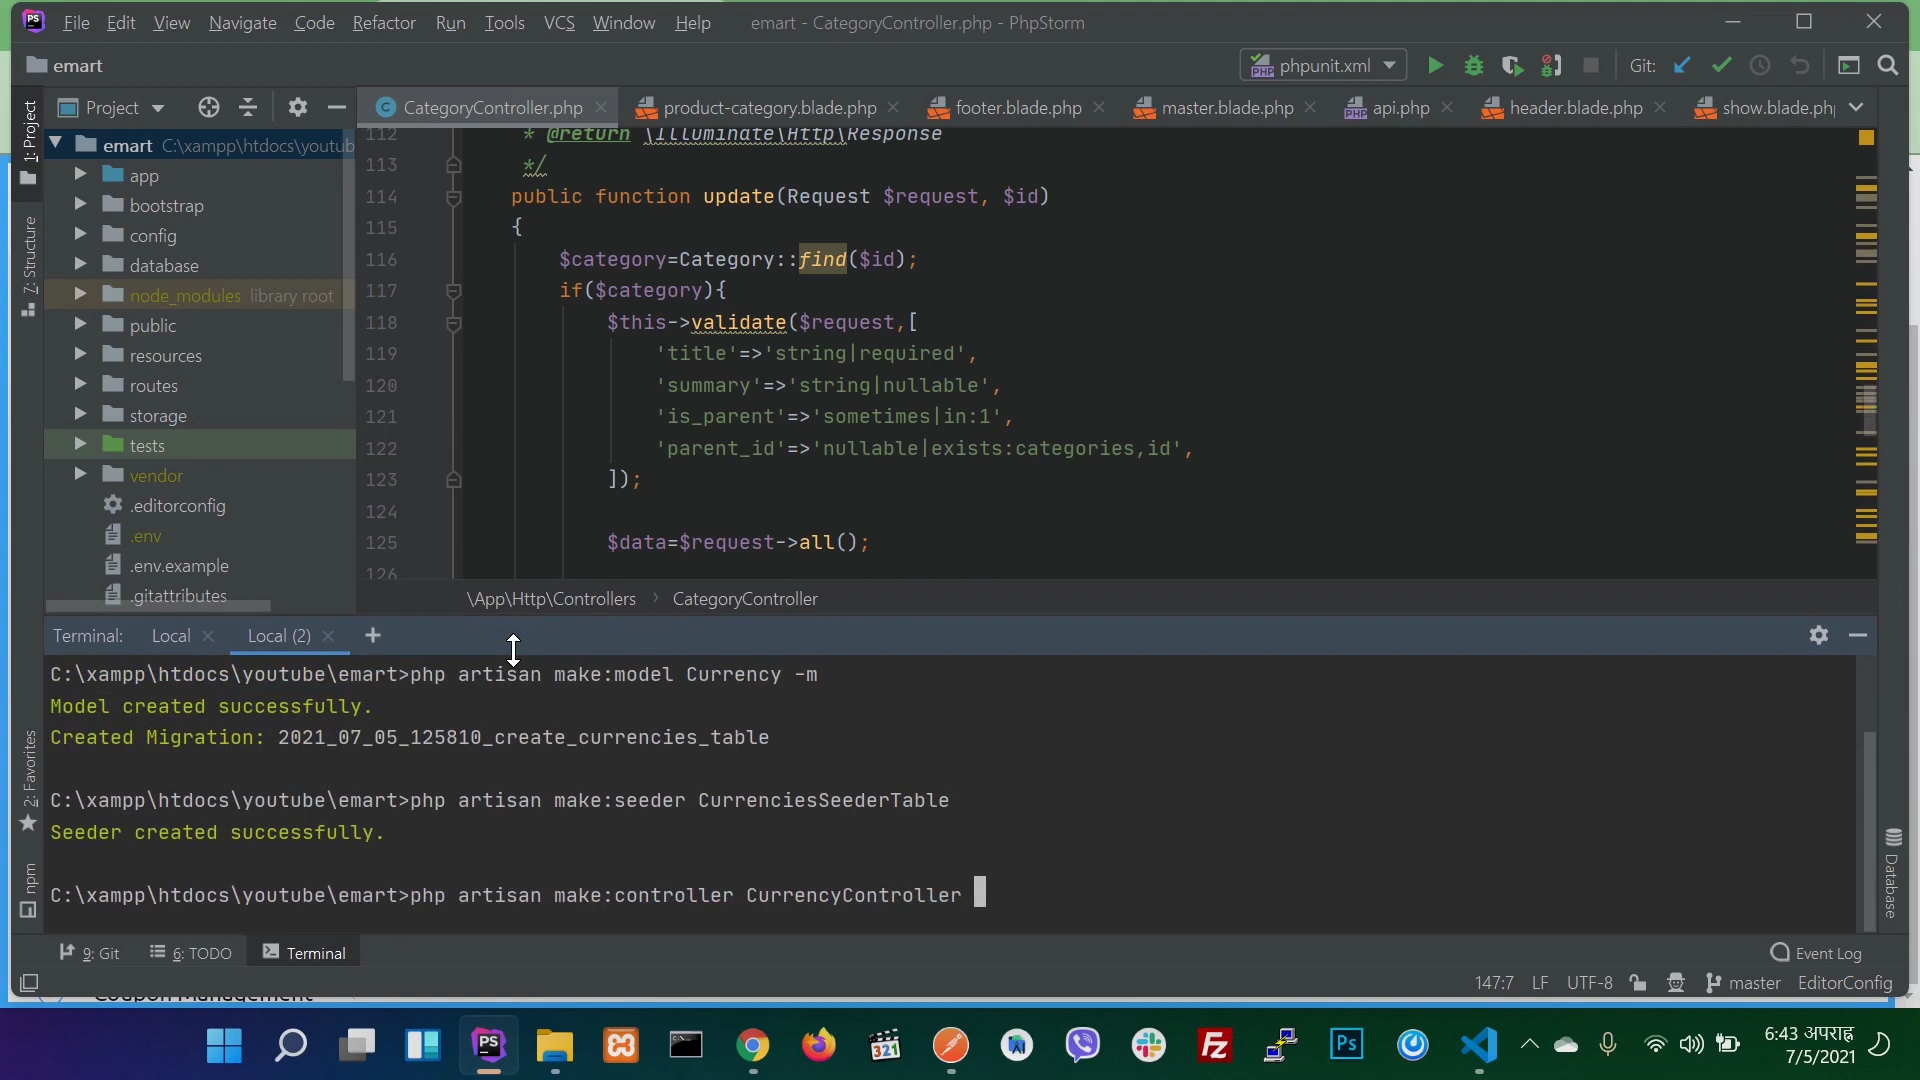 File Edit View Navigate Code Refactor Run Tools VCS Window Help emart - CategoryController.php - PhpStorm
emart phpunit.xml Git:
1: Project
7: Structure
2: Favorites
npm
Database
Project
CategoryController.php product-category.blade.php footer.blade.php master.blade.php api.php header.blade.php show.blade.php
emart C:\xampp\htdocs\youtub
app
bootstrap
config
database
node_modules library root
public
resources
routes
storage
tests
vendor
.editorconfig
.env
.env.example
.gitattributes
112 * @return \Illuminate\Http\Response
113 */
114 public function update(Request $request, $id)
115 {
116 $category=Category::find($id);
117 if($category){
118 $this->validate($request,[
119 'title'=>'string|required',
120 'summary'=>'string|nullable',
121 'is_parent'=>'sometimes|in:1',
122 'parent_id'=>'nullable|exists:categories,id',
123 ]);
124
125 $data=$request->all();
126
\App\Http\Controllers › CategoryController
Terminal: Local Local (2) +
C:\xampp\htdocs\youtube\emart>php artisan make:model Currency -m
Model created successfully.
Created Migration: 2021_07_05_125810_create_currencies_table
C:\xampp\htdocs\youtube\emart>php artisan make:seeder CurrenciesSeederTable
Seeder created successfully.
C:\xampp\htdocs\youtube\emart>php artisan make:controller CurrencyController
9: Git 6: TODO Terminal Event Log
147:7 LF UTF-8 master EditorConfig
Coupon Management
PS 321 Fz Ps
6:43 अपराह्न
7/5/2021